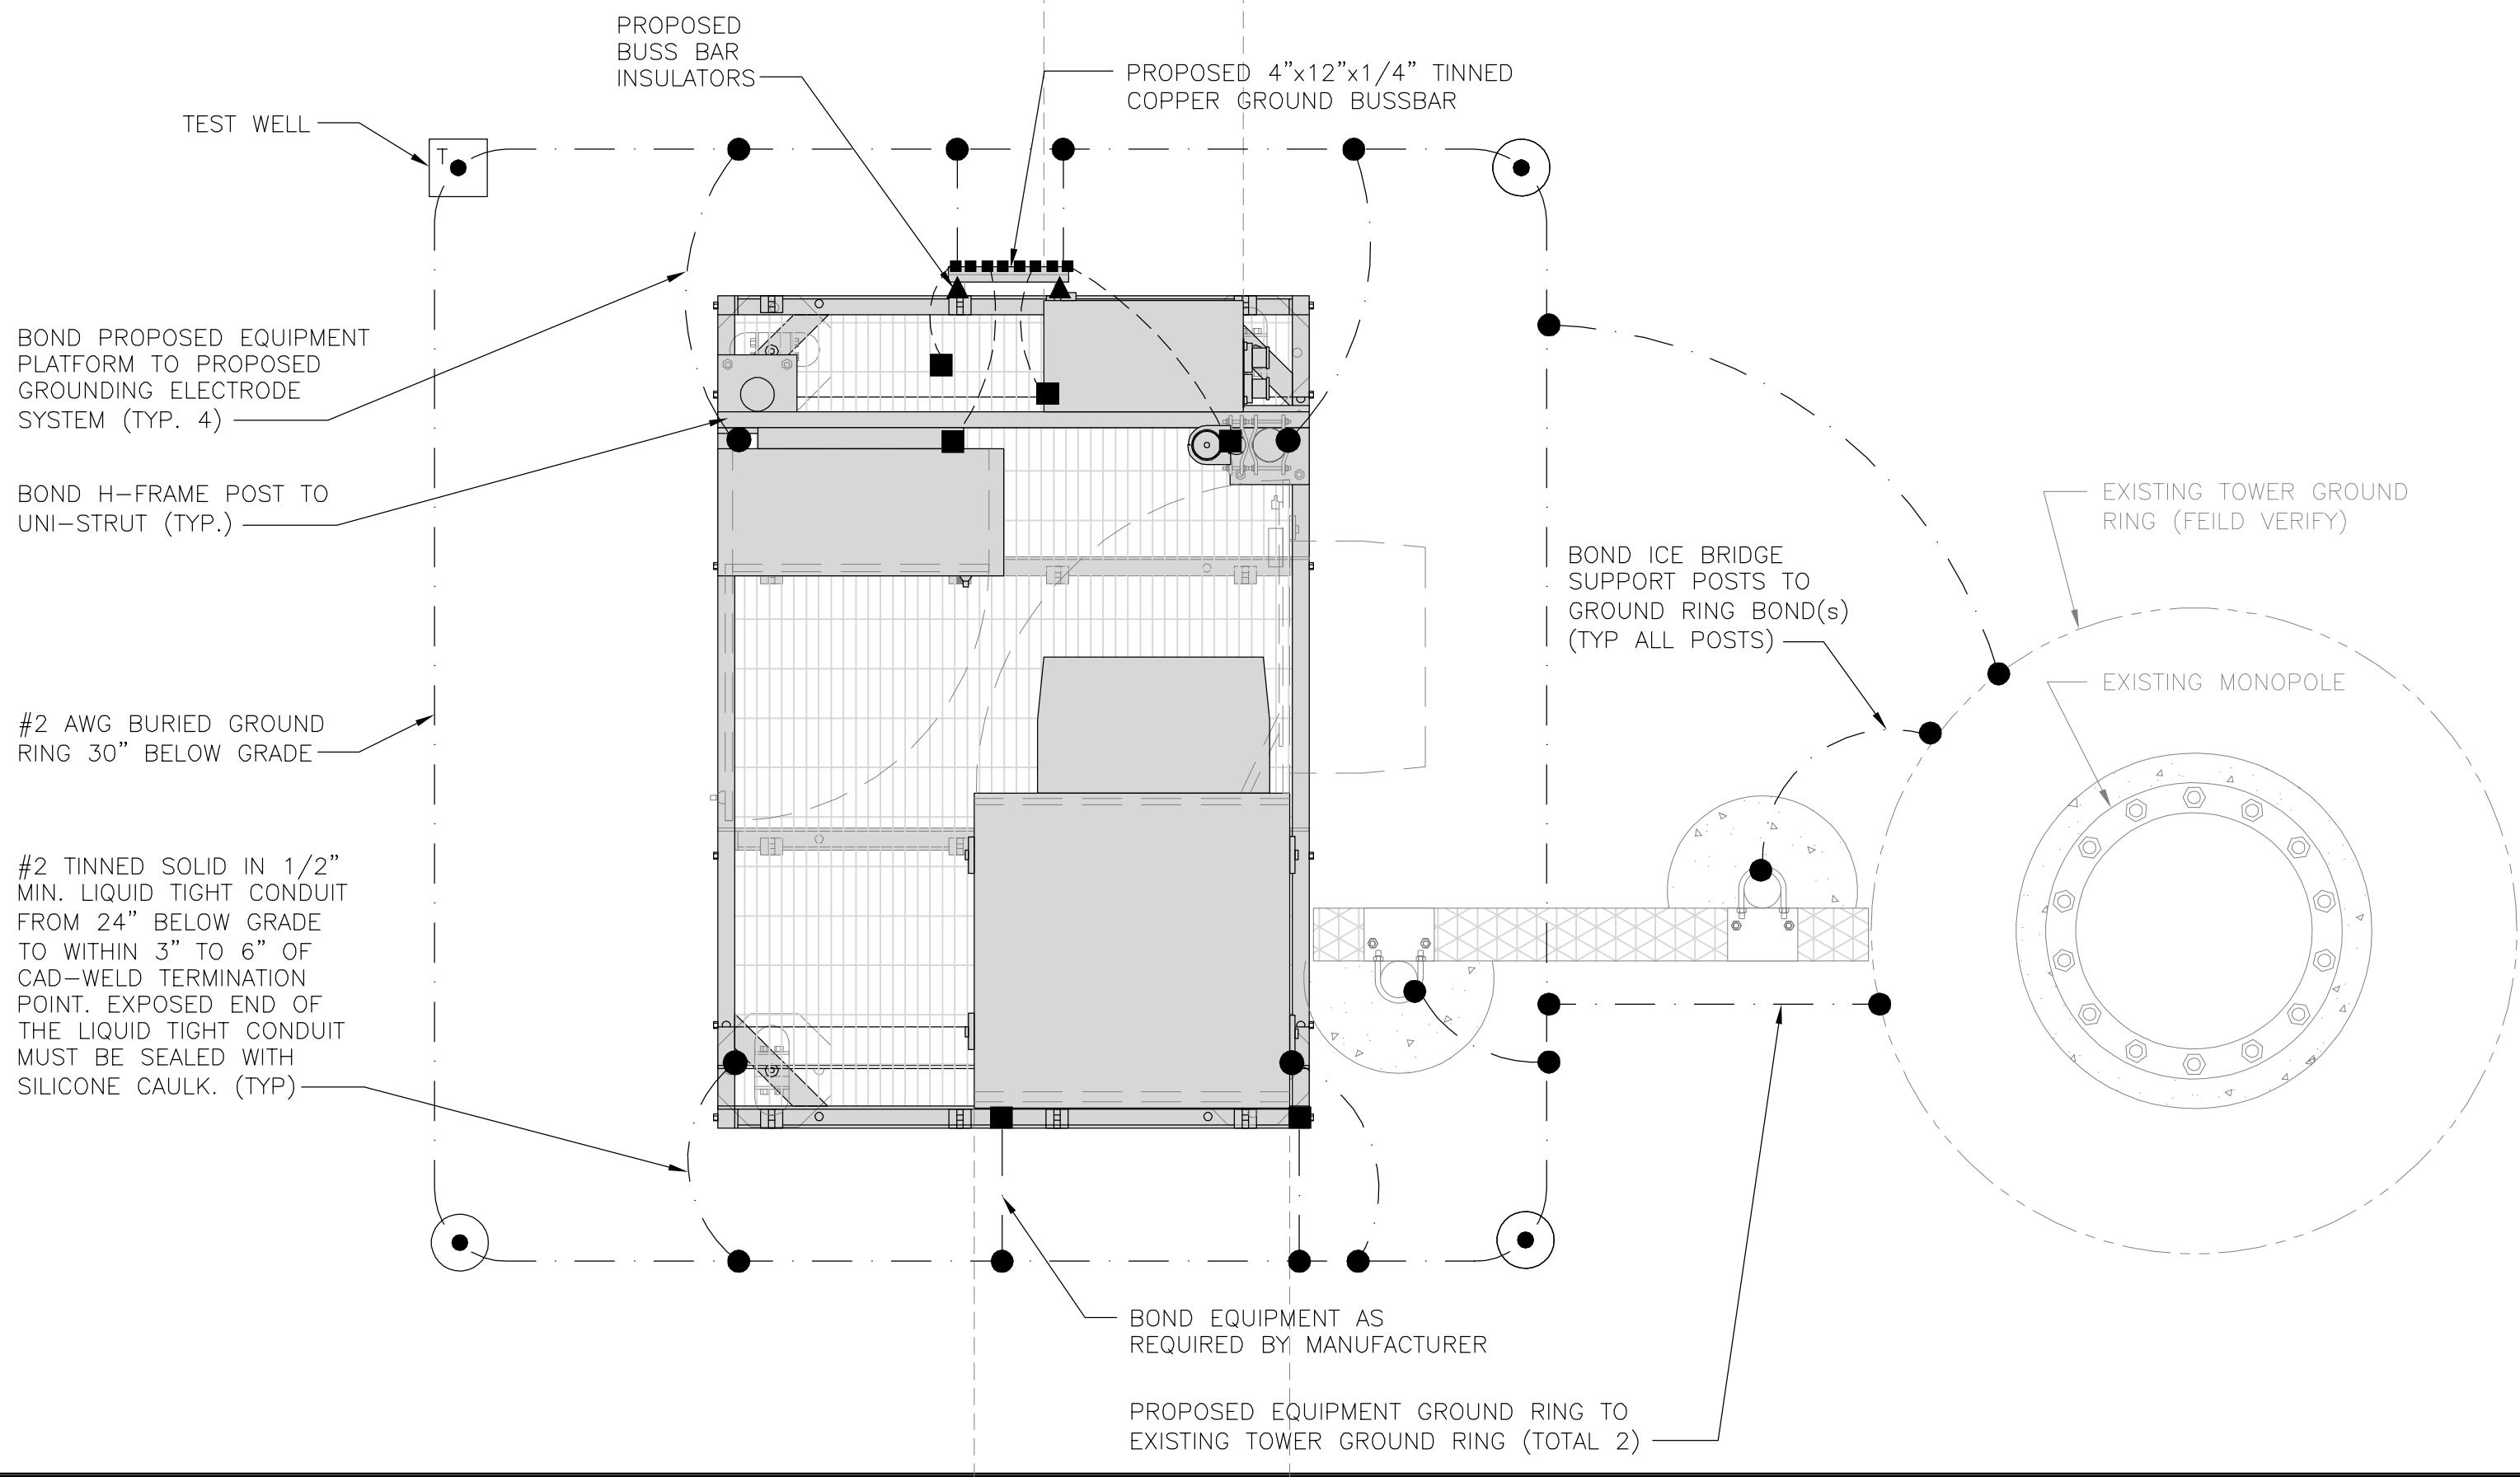 PROPOSED
BUSS BAR
INSULATORS
PROPOSED 4”x12”x1/4” TINNED
COPPER GROUND BUSSBAR
TEST WELL
T
BOND PROPOSED EQUIPMENT
PLATFORM TO PROPOSED
GROUNDING ELECTRODE
SYSTEM (TYP. 4)
BOND H-FRAME POST TO
UNI-STRUT (TYP.)
EXISTING TOWER GROUND
RING (FEILD VERIFY)
BOND ICE BRIDGE
SUPPORT POSTS TO
GROUND RING BOND(s)
(TYP ALL POSTS)
EXISTING MONOPOLE
#2 AWG BURIED GROUND
RING 30” BELOW GRADE
#2 TINNED SOLID IN 1/2”
MIN. LIQUID TIGHT CONDUIT
FROM 24” BELOW GRADE
TO WITHIN 3” TO 6” OF
CAD-WELD TERMINATION
POINT. EXPOSED END OF
THE LIQUID TIGHT CONDUIT
MUST BE SEALED WITH
SILICONE CAULK. (TYP)
BOND EQUIPMENT AS
REQUIRED BY MANUFACTURER
PROPOSED EQUIPMENT GROUND RING TO
EXISTING TOWER GROUND RING (TOTAL 2)